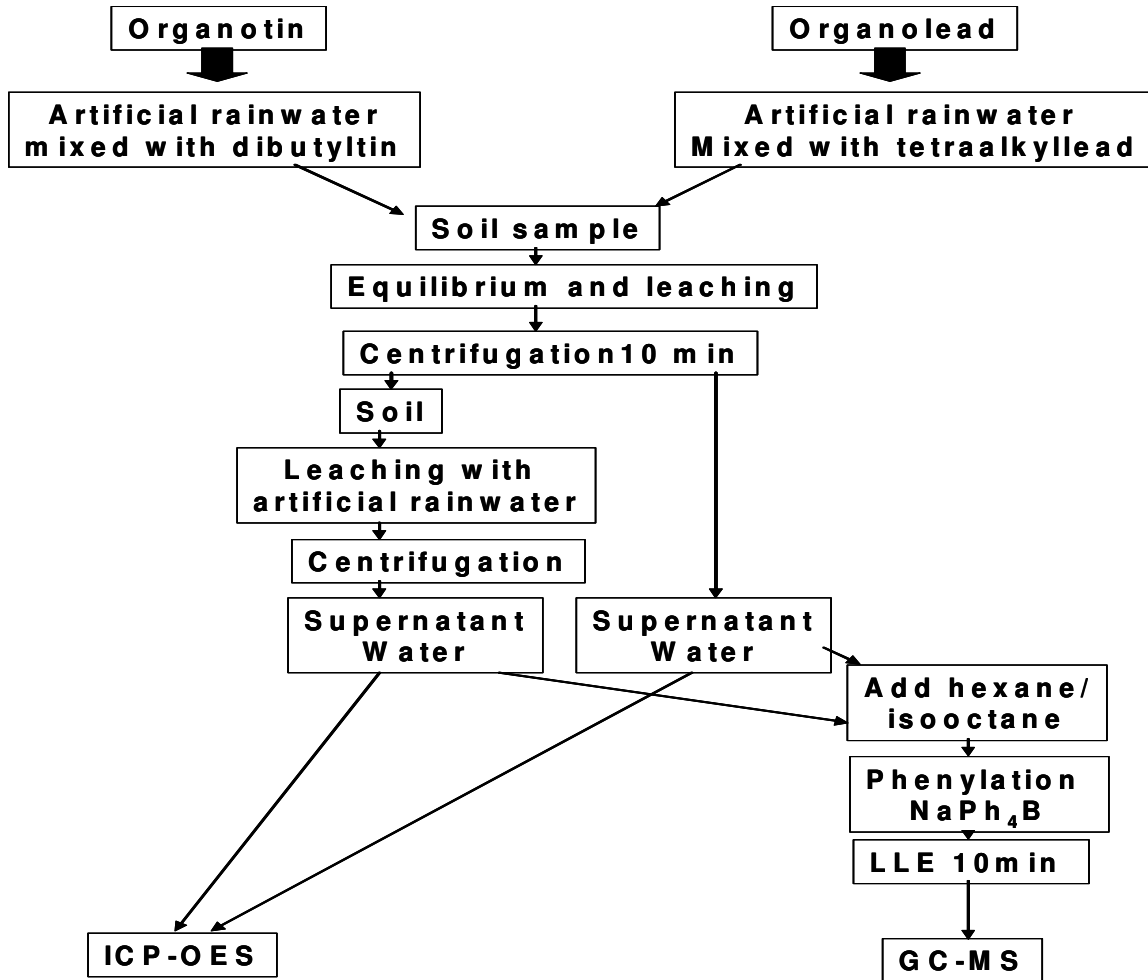 Organotin
Organolead
Artificial rainwater
mixed with dibutyltin
Artificial rainwater
Mixed with tetraalkyllead
Soil sample
Equilibrium and leaching
Centrifugation10 min
Soil
Leaching with
artificial rainwater
Centrifugation
Supernatant
Water
Supernatant
Water
Add hexane/
isooctane
Phenylation
NaPh₄B
LLE 10min
ICP-OES
GC-MS